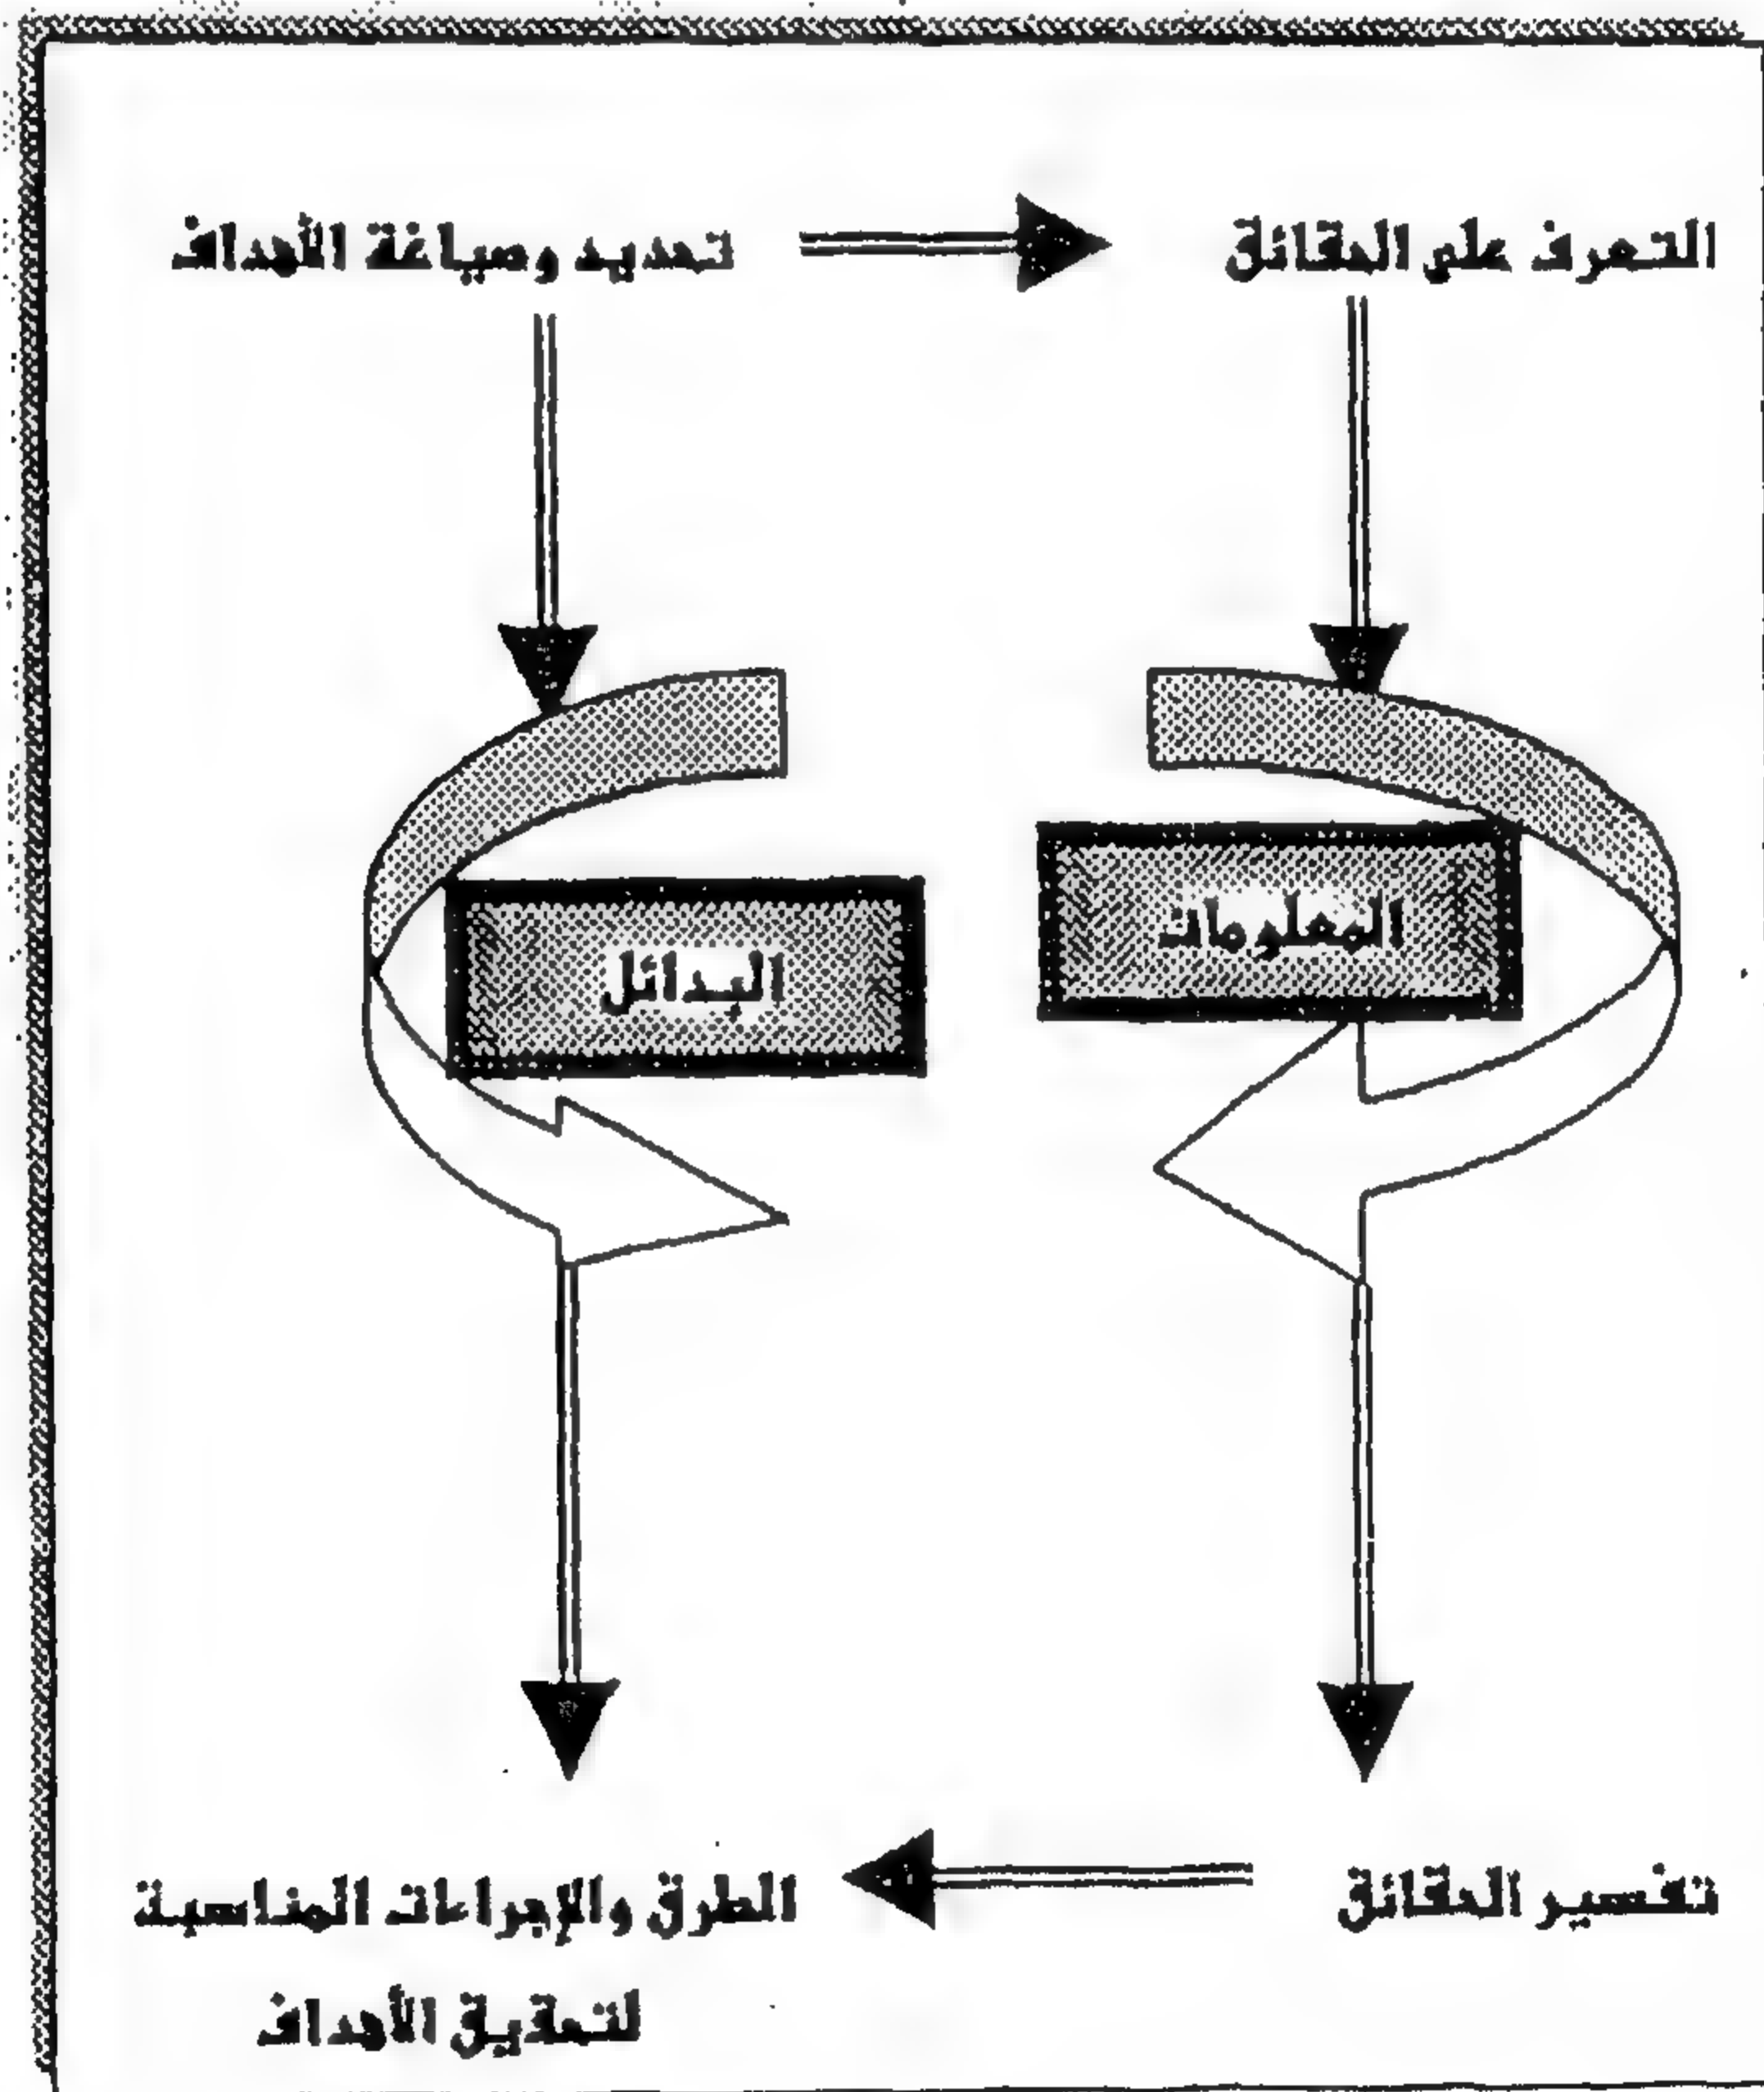 التعرف على الحقائق
تحديد وصياغة الأهداف
المعلومات
البدائل
تفسير الحقائق
الطرق والإجراءات المناسبة
لتحقيق الأهداف